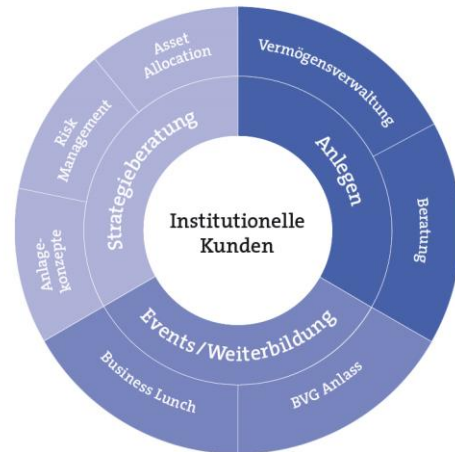 Institutionelle
Kunden
Anlegen
Vermögensverwaltung
Beratung
Events/Weiterbildung
BVG Anlass
Business Lunch
Strategieberatung
Anlage-
konzepte
Risk
Management
Asset
Allocation